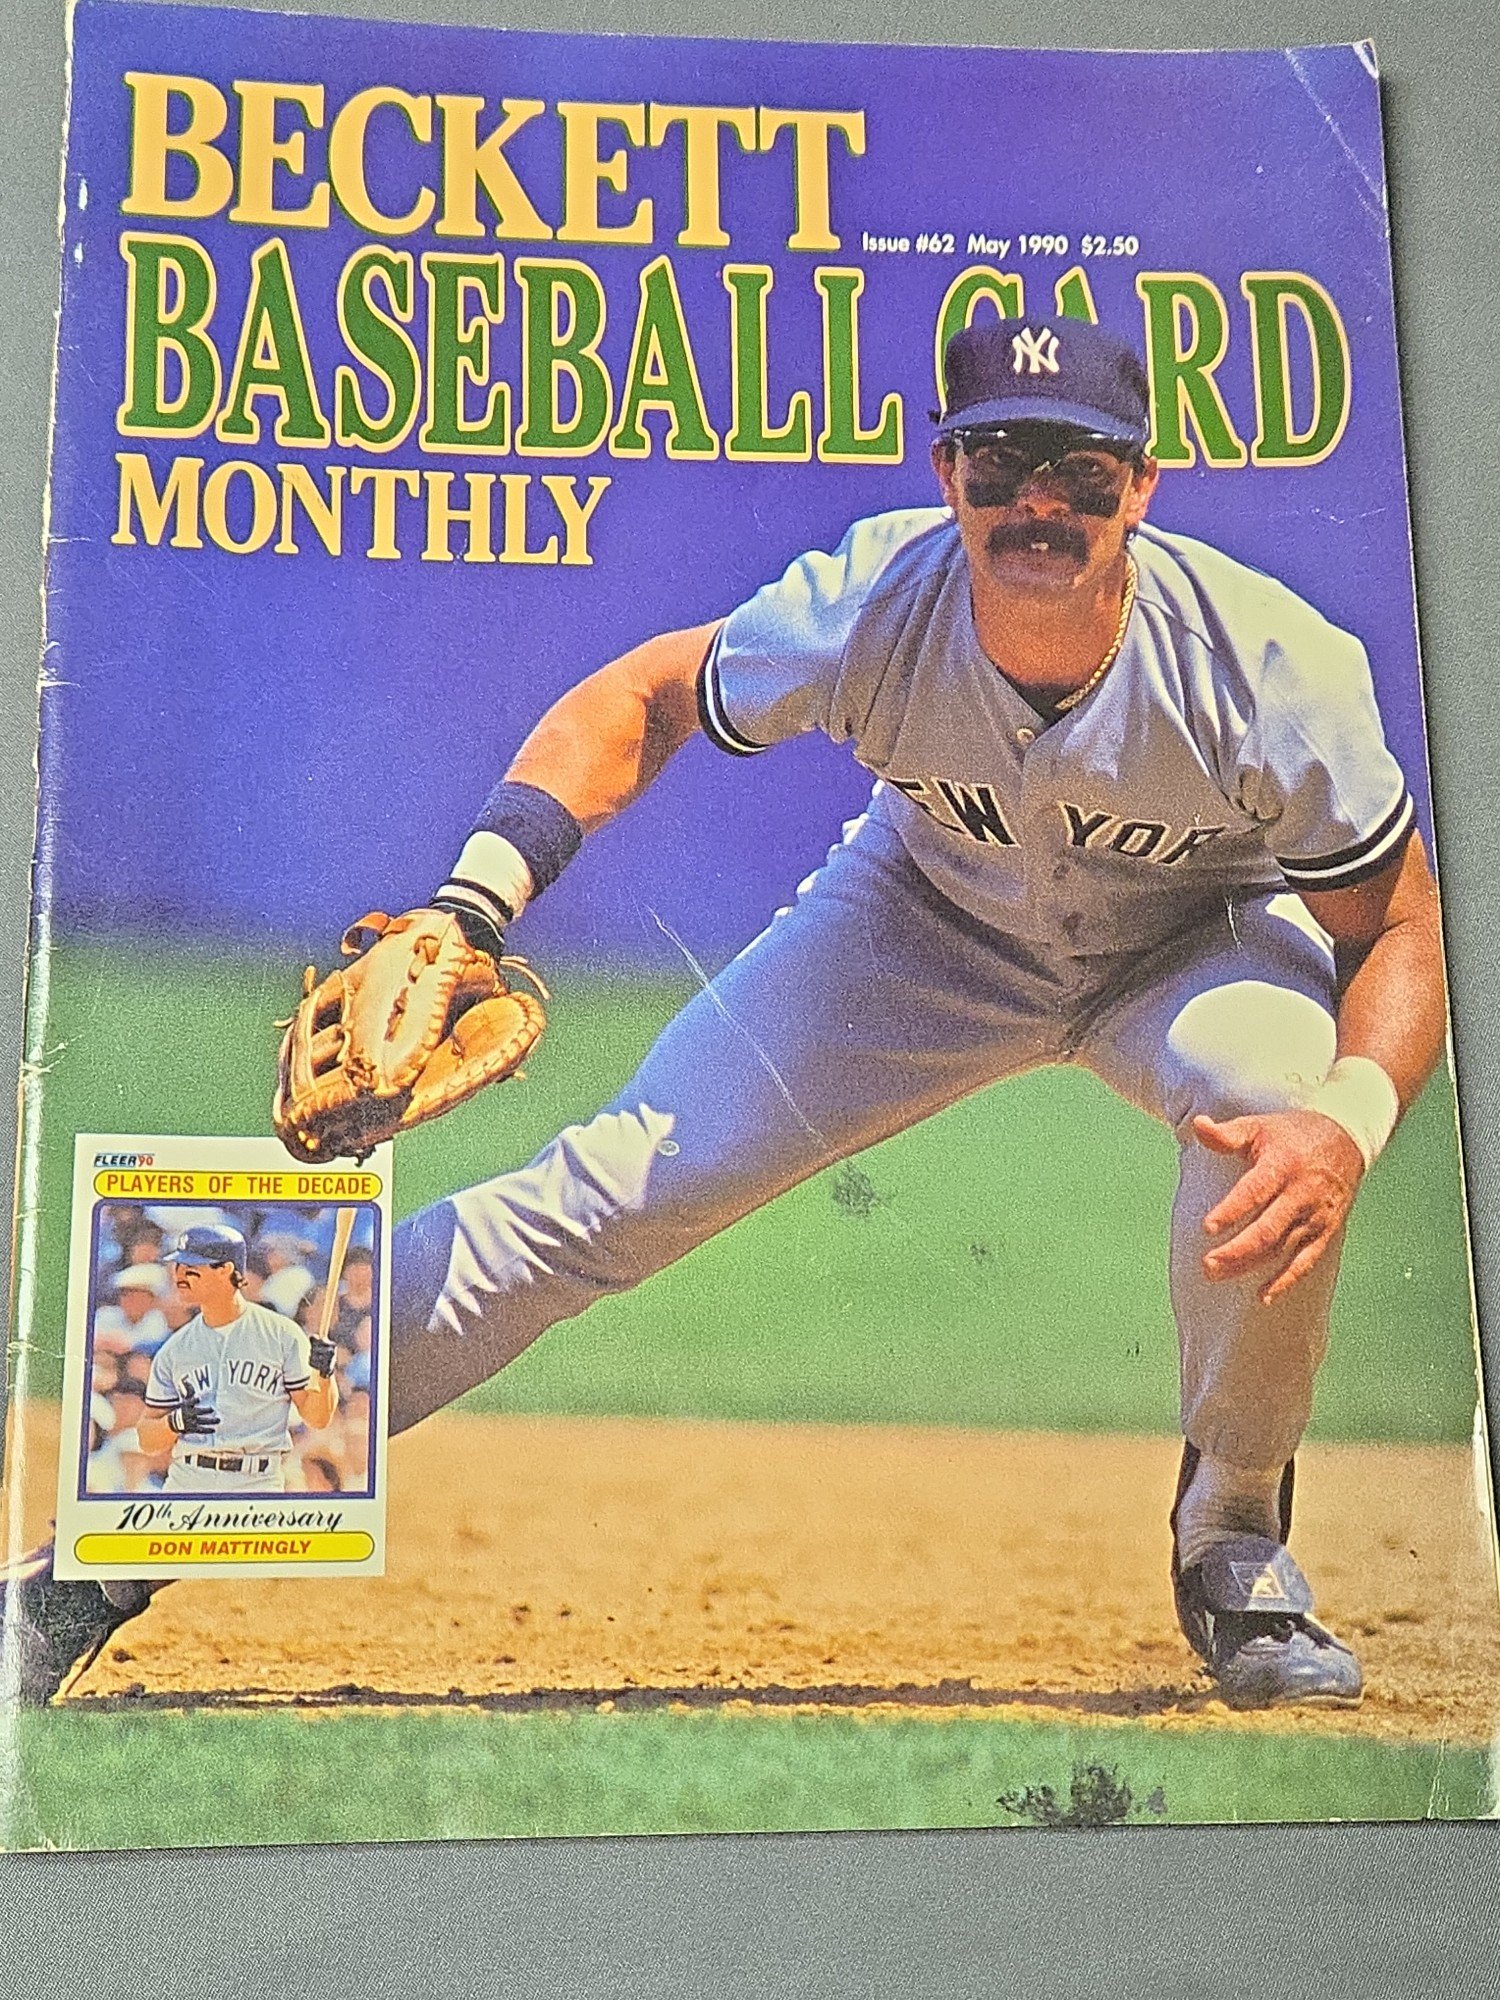 BECKETT
Issue #62 May 1990 $2.50
BASEBALL CARD
MONTHLY
NY
NEW YORK
FLEER '90
PLAYERS OF THE DECADE
NEW YORK
10th Anniversary
DON MATTINGLY